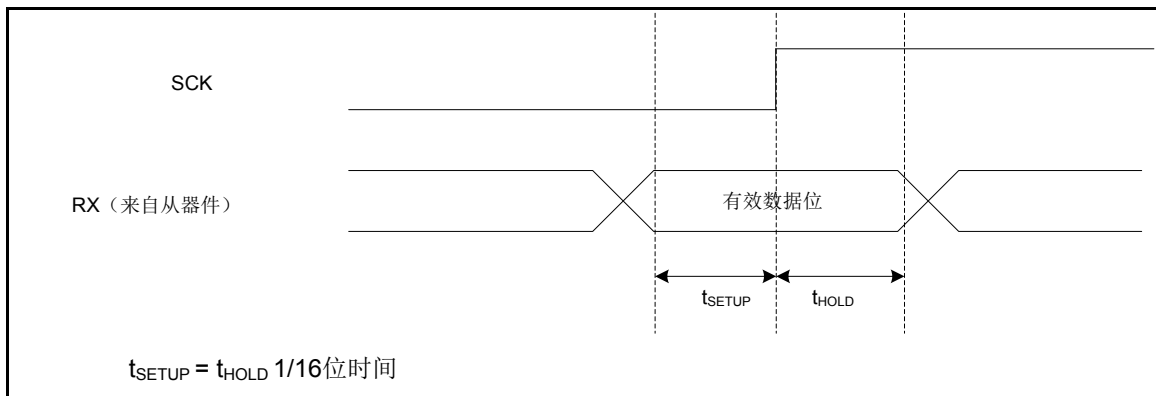 SCK
RX（来自从器件）
有效数据位
tSETUP tHOLD
tSETUP = tHOLD 1/16位时间